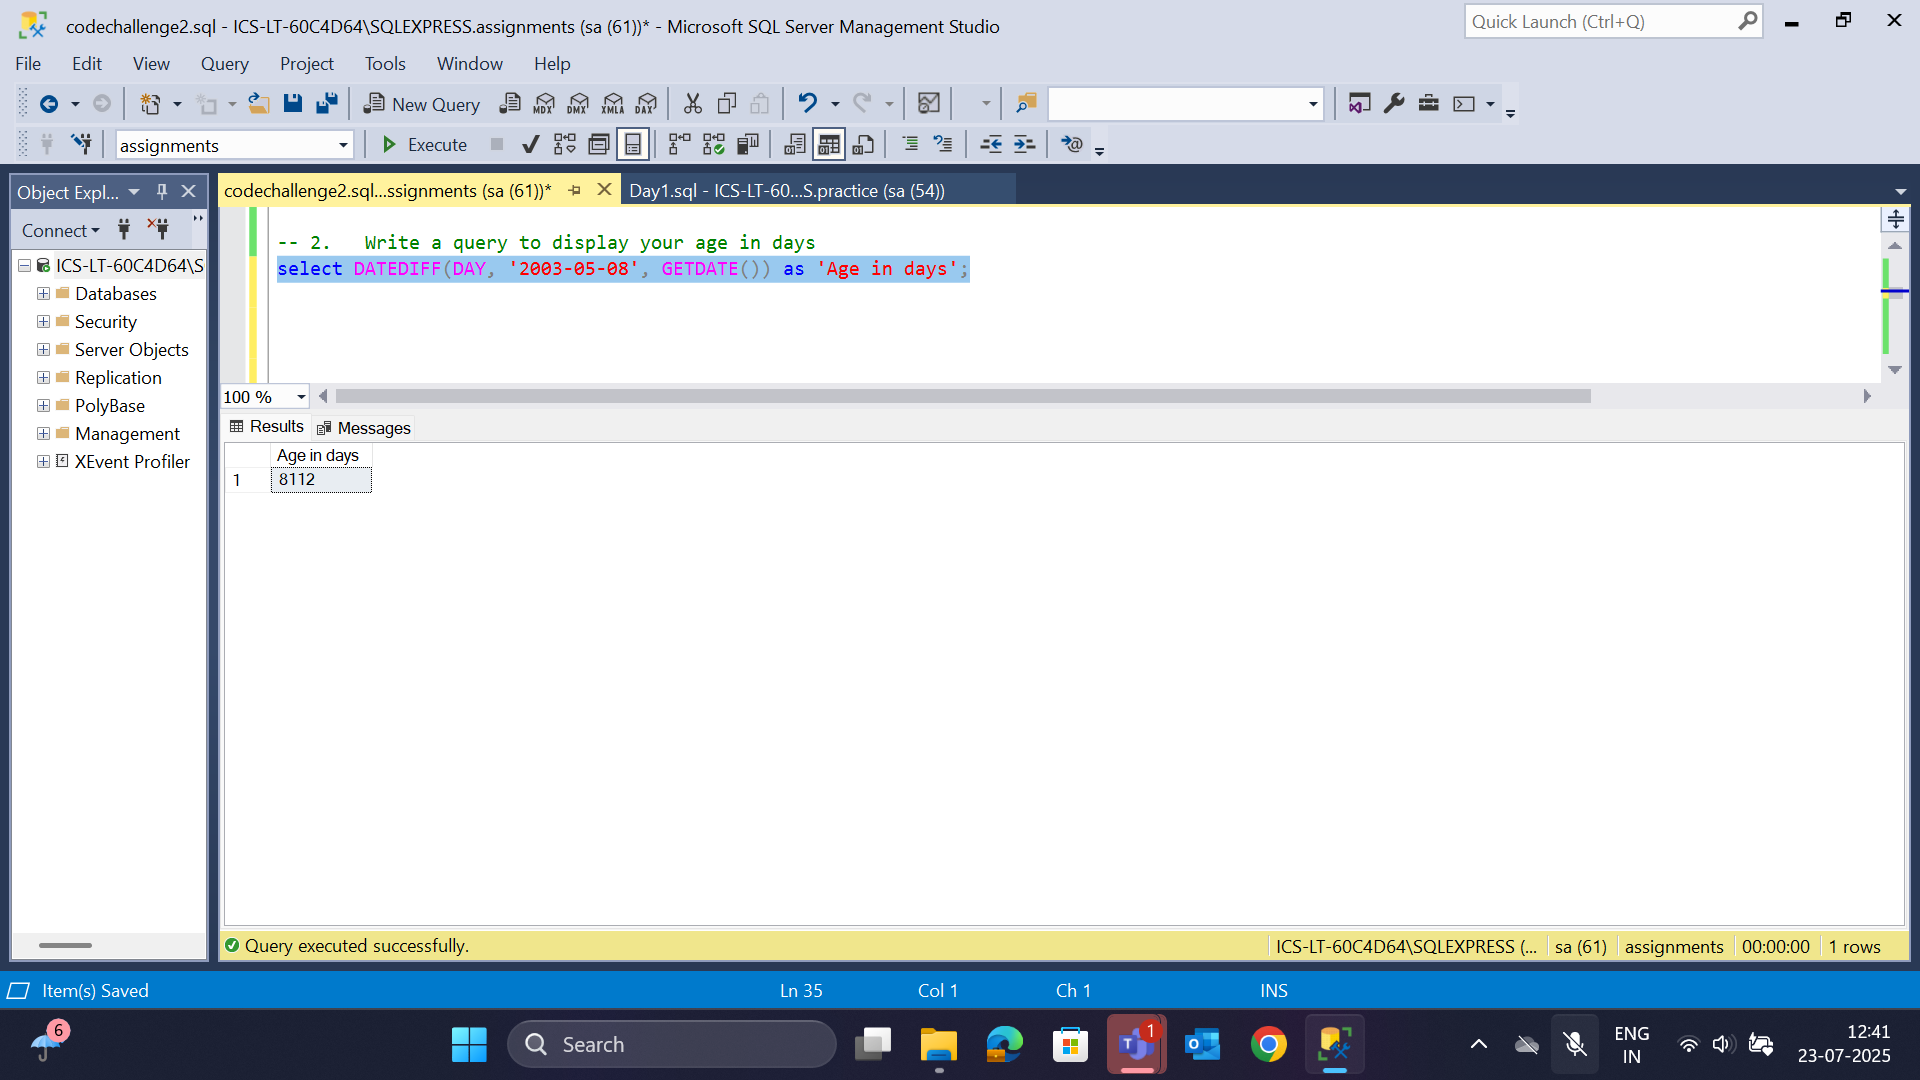 codechallenge2.sql - ICS-LT-60C4D64\SQLEXPRESS.assignments (sa (61))* - Microsoft SQL Server Management Studio
Quick Launch (Ctrl+Q)
File Edit View Query Project Tools Window Help
New Query MDX DMX XMLA DAX
assignments Execute
Object Expl...
codechallenge2.sql...ssignments (sa (61))* Day1.sql - ICS-LT-60...S.practice (sa (54))
Connect
ICS-LT-60C4D64\S
Databases
Security
Server Objects
Replication
PolyBase
Management
XEvent Profiler
-- 2. Write a query to display your age in days
select DATEDIFF(DAY, '2003-05-08', GETDATE()) as 'Age in days';
100 %
Results Messages
Age in days
1 8112
Query executed successfully. ICS-LT-60C4D64\SQLEXPRESS (... sa (61) assignments 00:00:00 1 rows
Item(s) Saved Ln 35 Col 1 Ch 1 INS
6
Search
1
ENG
IN
12:41
23-07-2025